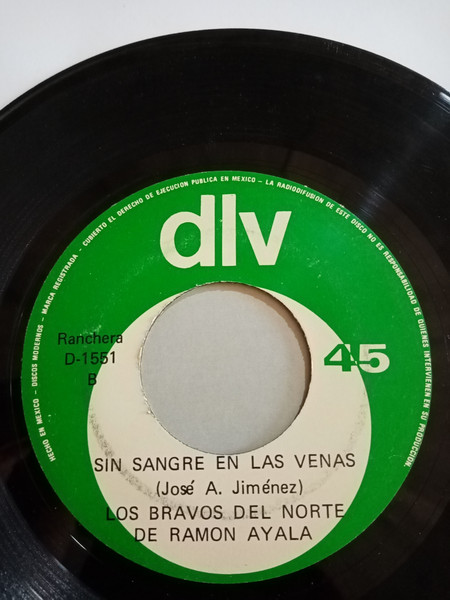 HECHO EN MEXICO - DISCOS MODERNOS - MARCA REGISTRADA - CUBIERTO EL DERECHO DE EJECUCION PUBLICA EN MEXICO - LA RADIODIFUSION DE ESTE DISCO NO ES RESPONSABILIDAD DE QUIENES INTERVIENEN EN SU PRODUCCION.
dlv
Ranchera
D-1551
B
45
SIN SANGRE EN LAS VENAS
(José A. Jiménez)
LOS BRAVOS DEL NORTE
DE RAMON AYALA